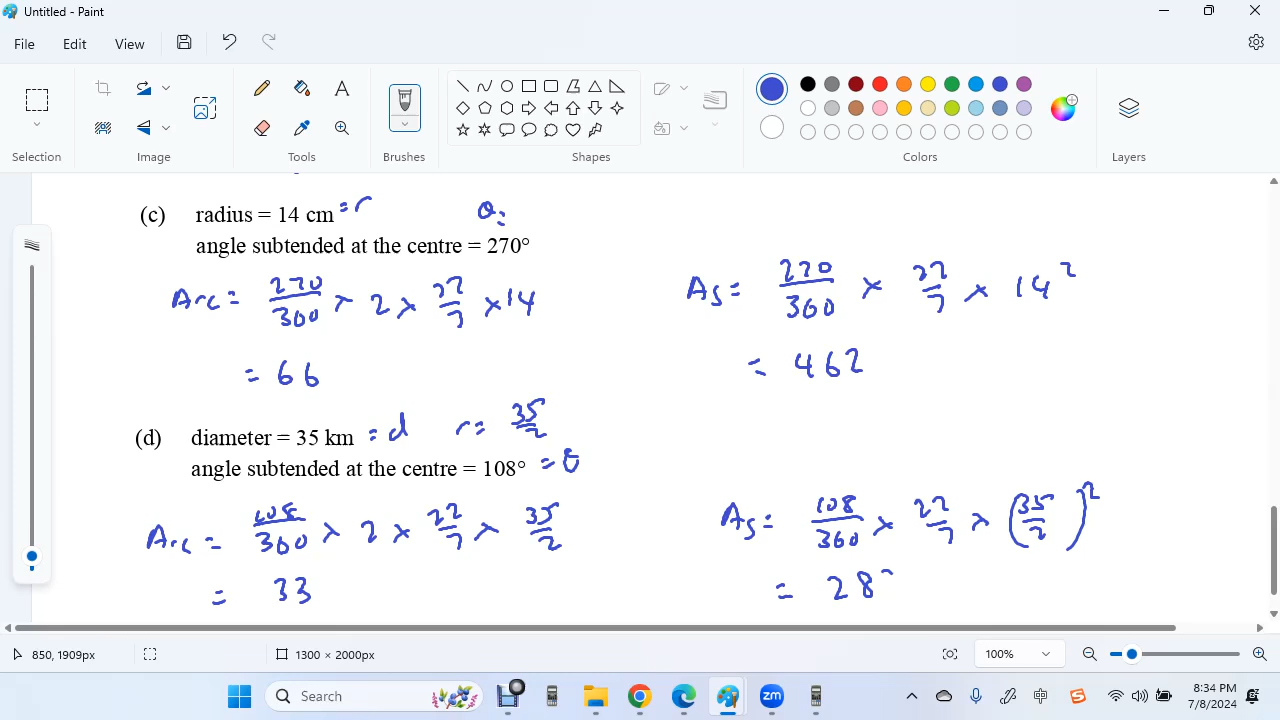 Untitled - Paint
File Edit View
Selection Image Tools Brushes Shapes Colors Layers
(c) radius = 14 cm = r θ =
angle subtended at the centre = 270°
Arc = 270/360 × 2 × 22/7 × 14
As = 270/360 × 22/7 × 14²
= 66
= 462
(d) diameter = 35 km = d r = 35/2
angle subtended at the centre = 108° = θ
Arc = 108/360 × 2 × 22/7 × 35/2
As = 108/360 × 22/7 × (35/2)²
= 33
= 28
850, 1909px 1300 × 2000px 100%
Search zm 中 S 8:34 PM
7/8/2024